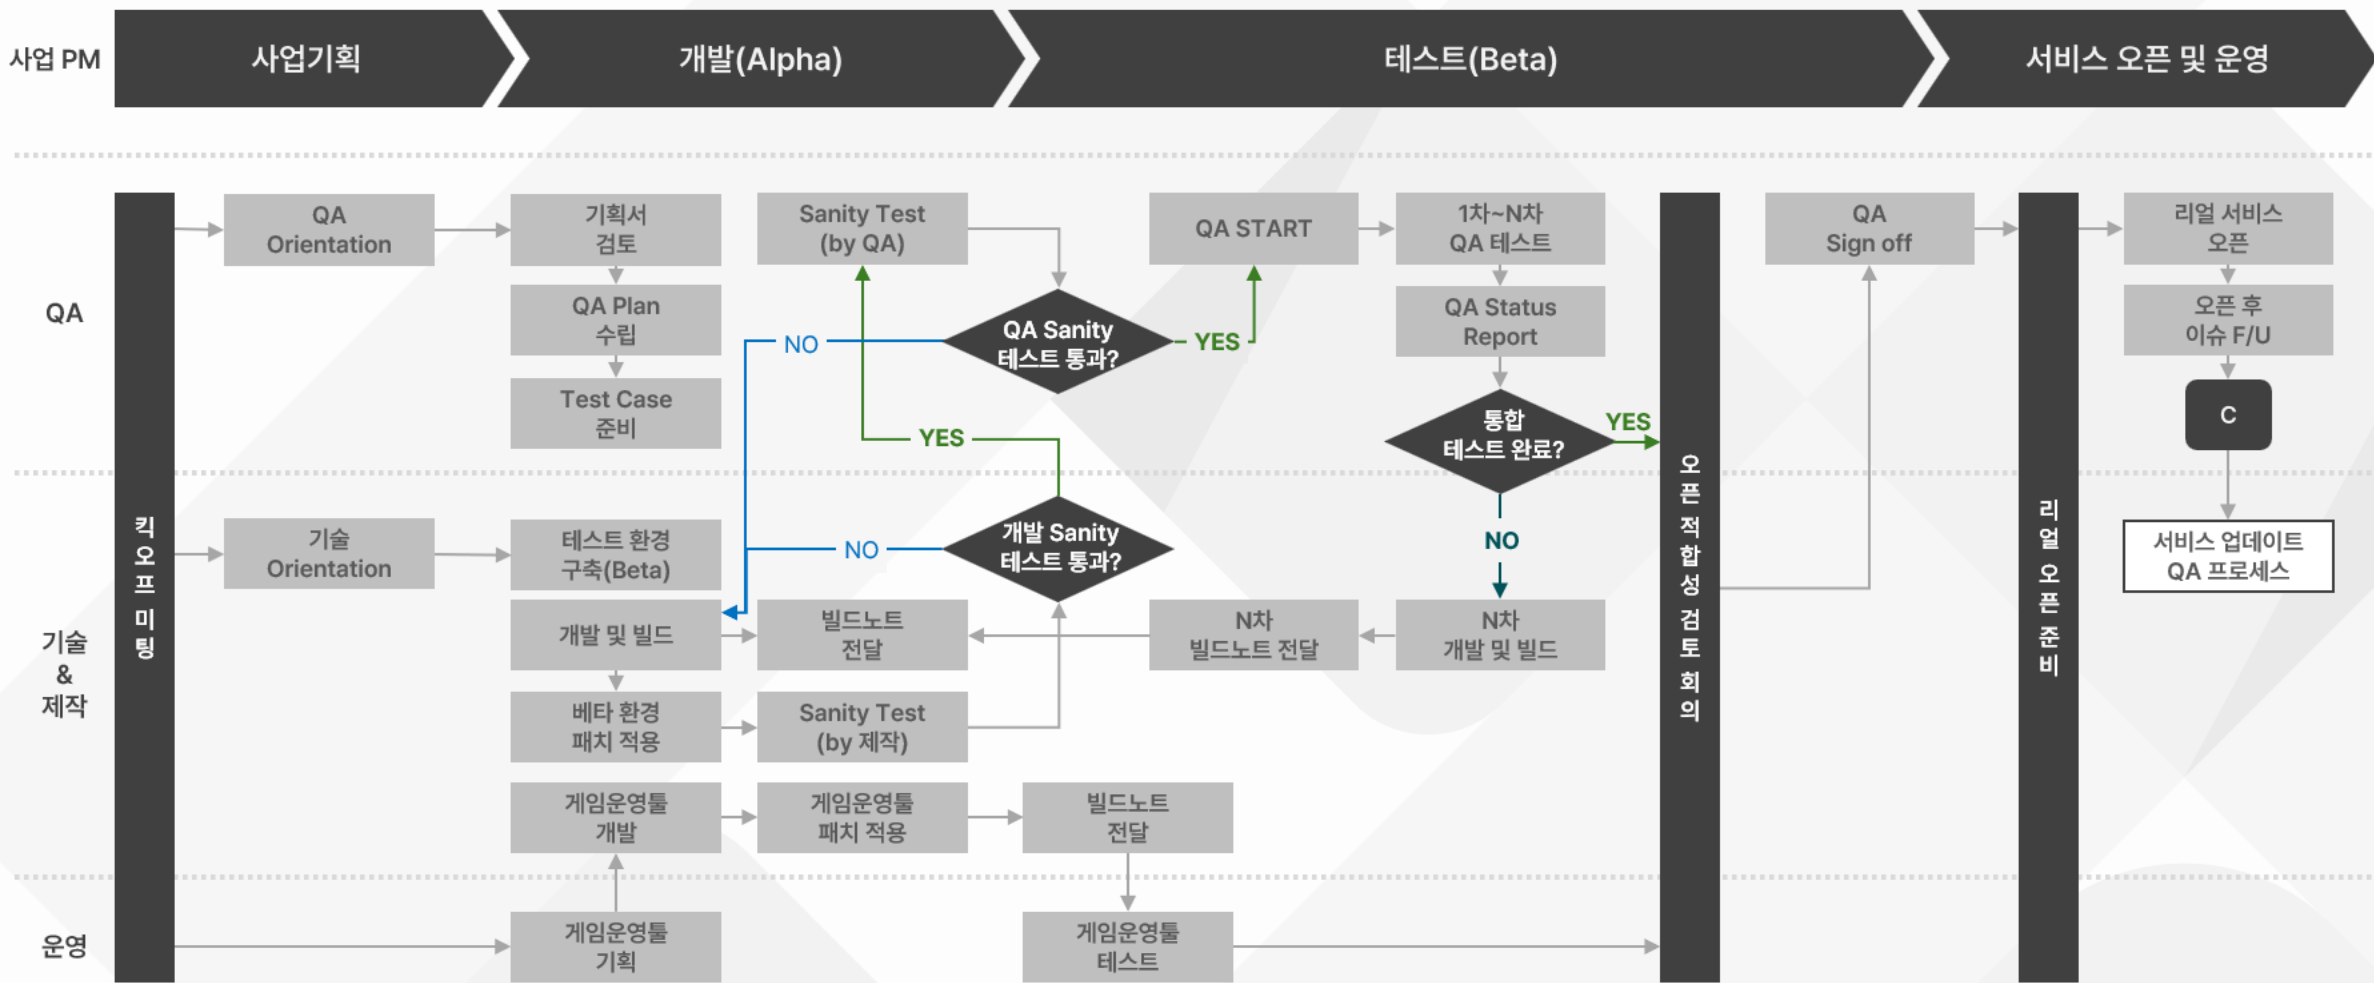 사업 PM
사업기획
개발(Alpha)
테스트(Beta)
서비스 오픈 및 운영
QA
기술
&
제작
운영
킥오프 미팅
QA
Orientation
기획서
검토
QA Plan
수립
Test Case
준비
Sanity Test
(by QA)
QA Sanity
테스트 통과?
NO
YES
QA START
1차~N차
QA 테스트
QA Status
Report
통합
테스트 완료?
YES
NO
YES
기술
Orientation
테스트 환경
구축(Beta)
개발 Sanity
테스트 통과?
NO
개발 및 빌드
빌드노트
전달
N차
빌드노트 전달
N차
개발 및 빌드
베타 환경
패치 적용
Sanity Test
(by 제작)
게임운영툴
개발
게임운영툴
패치 적용
빌드노트
전달
게임운영툴
기획
게임운영툴
테스트
오픈 적합성 검토 회의
QA
Sign off
리얼 오픈 준비
리얼 서비스
오픈
오픈 후
이슈 F/U
C
서비스 업데이트
QA 프로세스